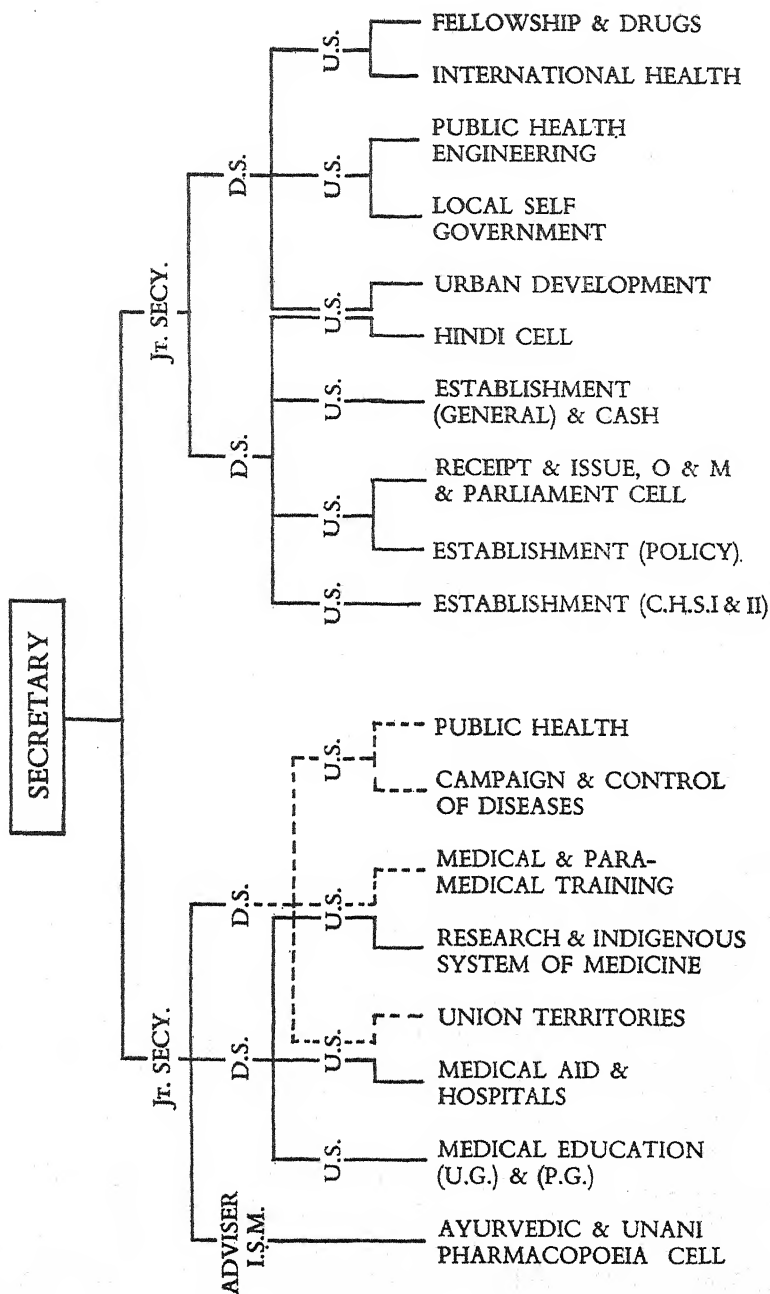 SECRETARY
JT. SECY.
JT. SECY.
D.S.
D.S.
D.S.
D.S.
ADVISER
I.S.M.
U.S.
U.S.
U.S.
U.S.
U.S.
U.S.
U.S.
U.S.
U.S.
U.S.
FELLOWSHIP & DRUGS
INTERNATIONAL HEALTH
PUBLIC HEALTH
ENGINEERING
LOCAL SELF
GOVERNMENT
URBAN DEVELOPMENT
HINDI CELL
ESTABLISHMENT
(GENERAL) & CASH
RECEIPT & ISSUE, O & M
& PARLIAMENT CELL
ESTABLISHMENT (POLICY).
ESTABLISHMENT (C.H.S.I & II)
PUBLIC HEALTH
CAMPAIGN & CONTROL
OF DISEASES
MEDICAL & PARA-
MEDICAL TRAINING
RESEARCH & INDIGENOUS
SYSTEM OF MEDICINE
UNION TERRITORIES
MEDICAL AID &
HOSPITALS
MEDICAL EDUCATION
(U.G.) & (P.G.)
AYURVEDIC & UNANI
PHARMACOPOEIA CELL